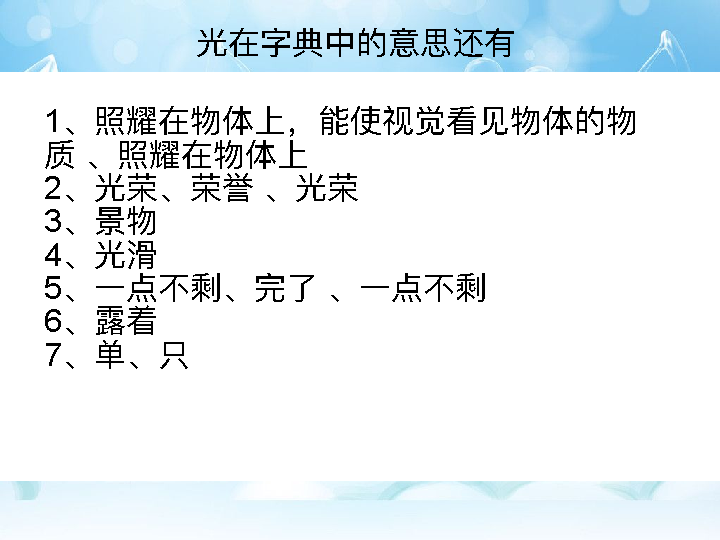 光在字典中的意思还有
1、照耀在物体上，能使视觉看见物体的物
质 、照耀在物体上
2、光荣、荣誉 、光荣
3、景物
4、光滑
5、一点不剩、完了 、一点不剩
6、露着
7、单、只